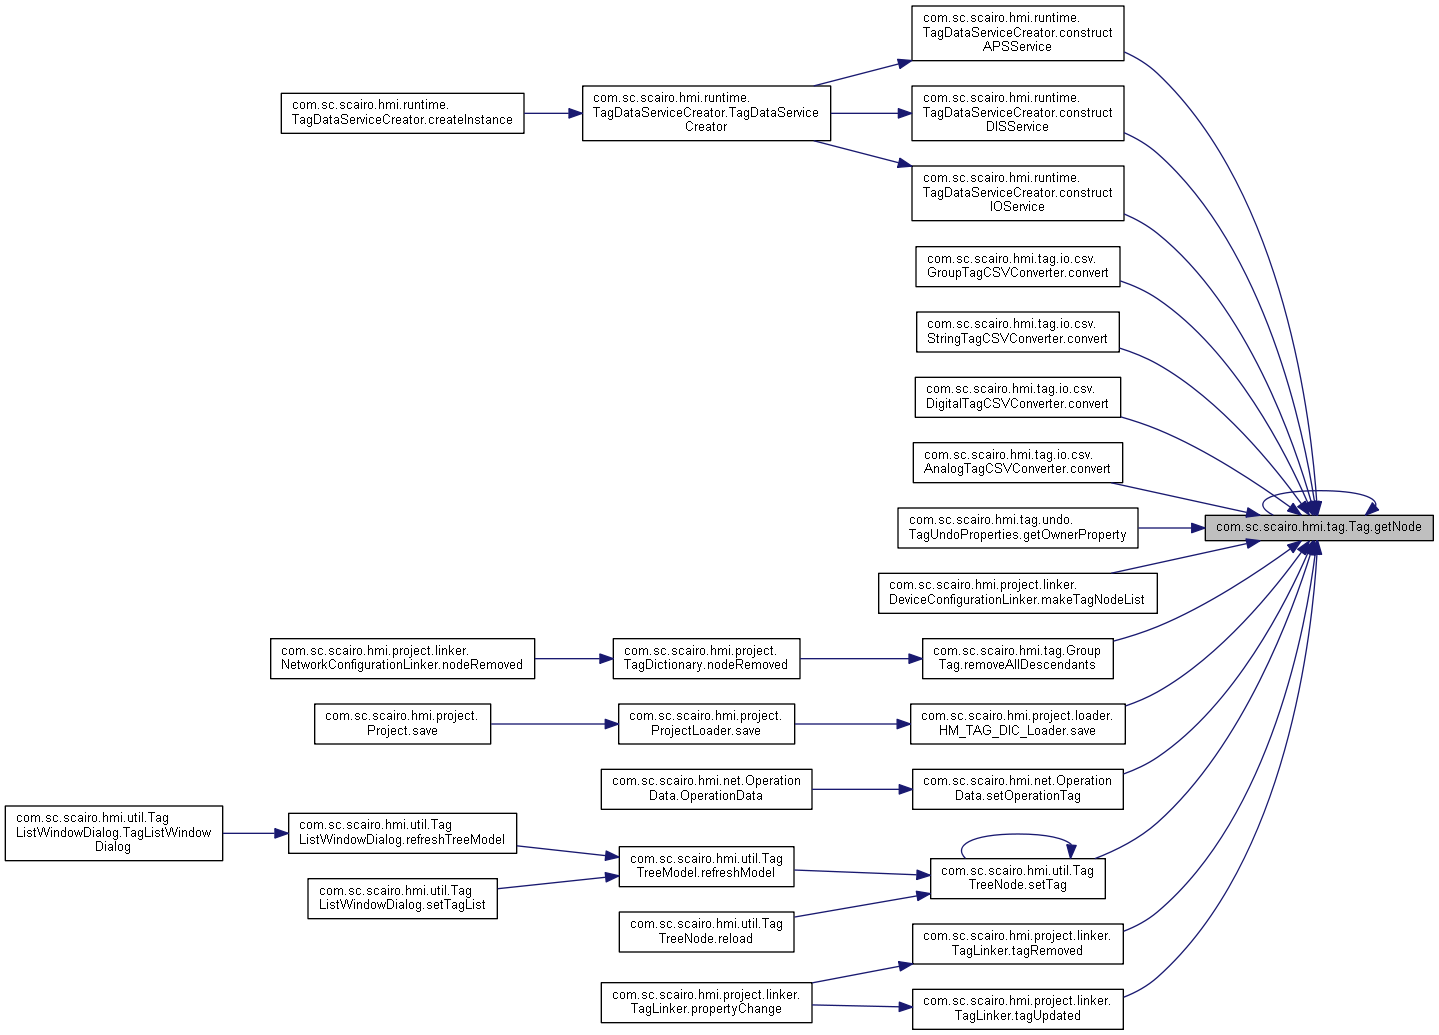 com.sc.scairo.hmi.runtime.
TagDataServiceCreator.construct
APSService
com.sc.scairo.hmi.runtime.
TagDataServiceCreator.createInstance
com.sc.scairo.hmi.runtime.
TagDataServiceCreator.TagDataService
Creator
com.sc.scairo.hmi.runtime.
TagDataServiceCreator.construct
DISService
com.sc.scairo.hmi.runtime.
TagDataServiceCreator.construct
IOService
com.sc.scairo.hmi.tag.io.csv.
GroupTagCSVConverter.convert
com.sc.scairo.hmi.tag.io.csv.
StringTagCSVConverter.convert
com.sc.scairo.hmi.tag.io.csv.
DigitalTagCSVConverter.convert
com.sc.scairo.hmi.tag.io.csv.
AnalogTagCSVConverter.convert
com.sc.scairo.hmi.tag.undo.
TagUndoProperties.getOwnerProperty
com.sc.scairo.hmi.tag.Tag.getNode
com.sc.scairo.hmi.project.linker.
DeviceConfigurationLinker.makeTagNodeList
com.sc.scairo.hmi.project.linker.
NetworkConfigurationLinker.nodeRemoved
com.sc.scairo.hmi.project.
TagDictionary.nodeRemoved
com.sc.scairo.hmi.tag.Group
Tag.removeAllDescendants
com.sc.scairo.hmi.project.
Project.save
com.sc.scairo.hmi.project.
ProjectLoader.save
com.sc.scairo.hmi.project.loader.
HM_TAG_DIC_Loader.save
com.sc.scairo.hmi.net.Operation
Data.OperationData
com.sc.scairo.hmi.net.Operation
Data.setOperationTag
com.sc.scairo.hmi.util.Tag
ListWindowDialog.TagListWindow
Dialog
com.sc.scairo.hmi.util.Tag
ListWindowDialog.refreshTreeModel
com.sc.scairo.hmi.util.Tag
TreeModel.refreshModel
com.sc.scairo.hmi.util.Tag
TreeNode.setTag
com.sc.scairo.hmi.util.Tag
ListWindowDialog.setTagList
com.sc.scairo.hmi.util.Tag
TreeNode.reload
com.sc.scairo.hmi.project.linker.
TagLinker.tagRemoved
com.sc.scairo.hmi.project.linker.
TagLinker.propertyChange
com.sc.scairo.hmi.project.linker.
TagLinker.tagUpdated